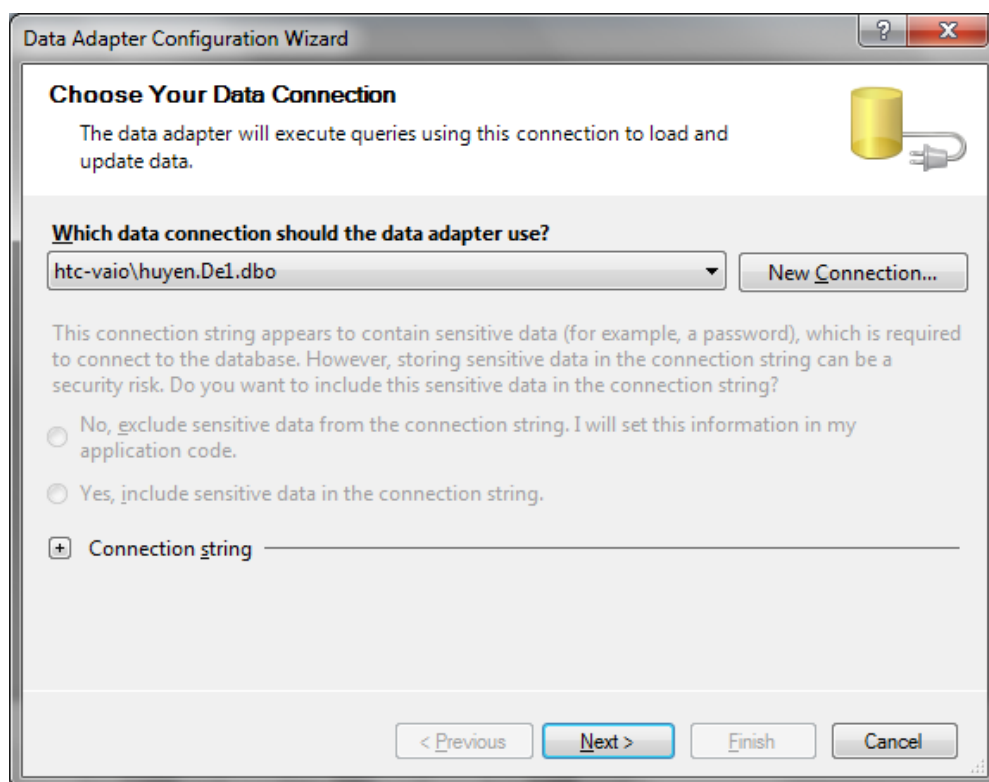 Data Adapter Configuration Wizard
Choose Your Data Connection
The data adapter will execute queries using this connection to load and
update data.
Which data connection should the data adapter use?
htc-vaio\huyen.De1.dbo
New Connection...
This connection string appears to contain sensitive data (for example, a password), which is required
to connect to the database. However, storing sensitive data in the connection string can be a
security risk. Do you want to include this sensitive data in the connection string?
No, exclude sensitive data from the connection string. I will set this information in my
application code.
Yes, include sensitive data in the connection string.
Connection string
< Previous
Next >
Finish
Cancel